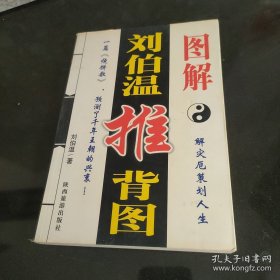 图解
刘伯温
推
背图
解灾厄策划人生
一篇《烧饼歌》·预测了千年王朝的兴衰!
刘伯温 著
陕西旅游出版社